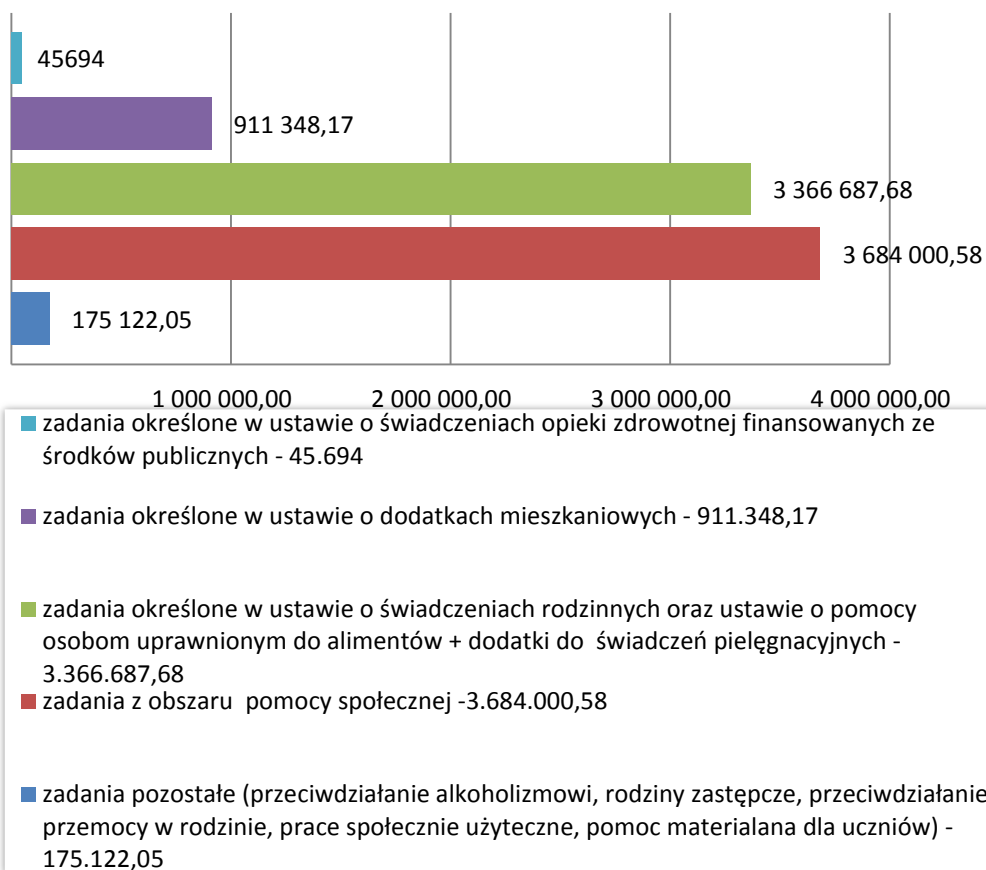 45694
911 348,17
3 366 687,68
3 684 000,58
175 122,05
1 000 000,00 2 000 000,00 3 000 000,00 4 000 000,00
zadania określone w ustawie o świadczeniach opieki zdrowotnej finansowanych ze
środków publicznych - 45.694
zadania określone w ustawie o dodatkach mieszkaniowych - 911.348,17
zadania określone w ustawie o świadczeniach rodzinnych oraz ustawie o pomocy
osobom uprawnionym do alimentów + dodatki do świadczeń pielęgnacyjnych -
3.366.687,68
zadania z obszaru pomocy społecznej -3.684.000,58
zadania pozostałe (przeciwdziałanie alkoholizmowi, rodziny zastępcze, przeciwdziałanie
przemocy w rodzinie, prace społecznie użyteczne, pomoc materialana dla uczniów) -
175.122,05